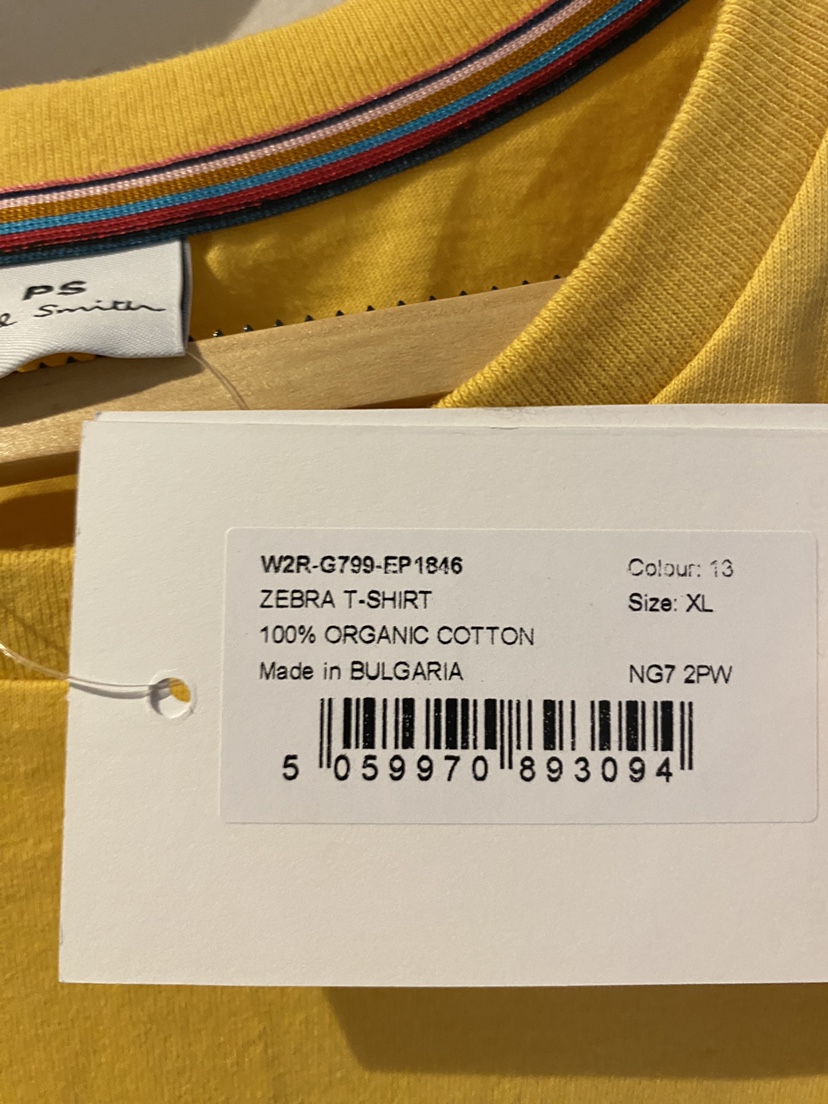 PS
Smith
W2R-G799-EP1846
Colour: 13
ZEBRA T-SHIRT
Size: XL
100% ORGANIC COTTON
Made in BULGARIA
NG7 2PW
5 059970 893094